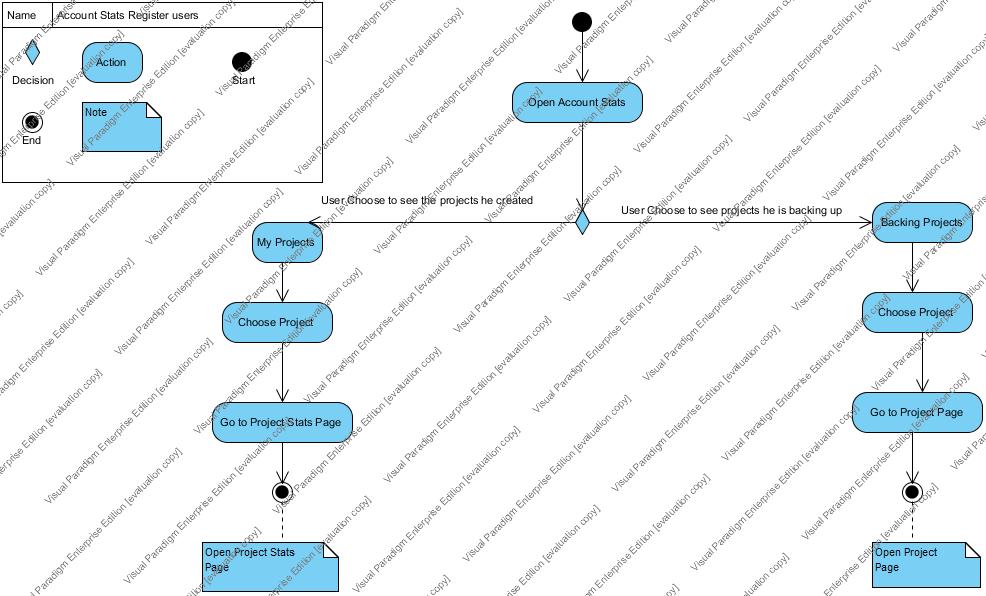 Name
Account Stats Register users
Decision
Action
Start
End
Note
Open Account Stats
User Choose to see the projects he created
User Choose to see projects he is backing up
My Projects
Backing Projects
Choose Project
Choose Project
Go to Project Stats Page
Go to Project Page
Open Project Stats
Page
Open Project
Page
Visual Paradigm Enterprise Edition [evaluation copy]